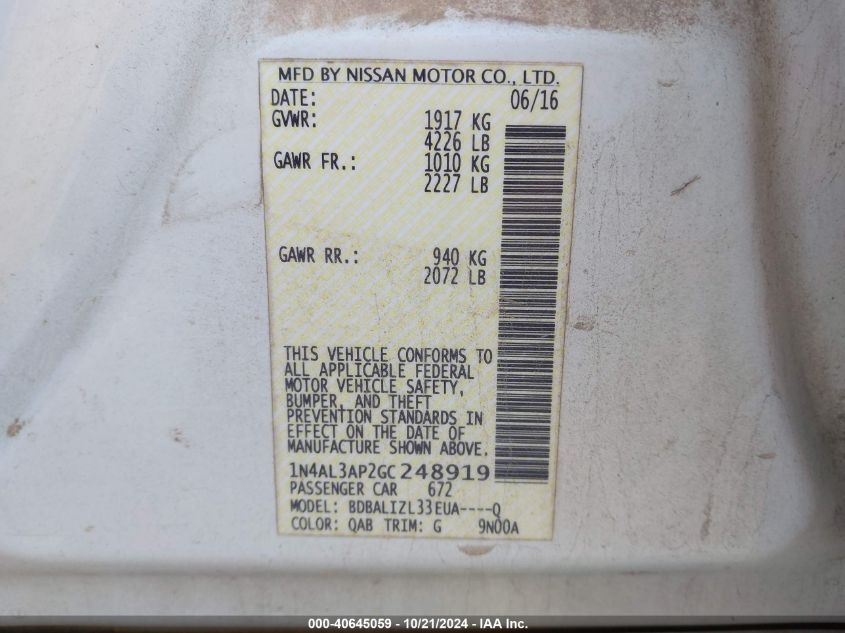 MFD BY NISSAN MOTOR CO., LTD.
DATE: 06/16
GVWR: 1917 KG
4226 LB
GAWR FR.: 1010 KG
2227 LB
GAWR RR.: 940 KG
2072 LB
THIS VEHICLE CONFORMS TO
ALL APPLICABLE FEDERAL
MOTOR VEHICLE SAFETY,
BUMPER, AND THEFT
PREVENTION STANDARDS IN
EFFECT ON THE DATE OF
MANUFACTURE SHOWN ABOVE.
1N4AL3AP2GC248919
PASSENGER CAR 672
MODEL: BDBALIZL33EUA----Q
COLOR: QAB TRIM: G 9N00A
000-40645059 - 10/21/2024 - IAA Inc.